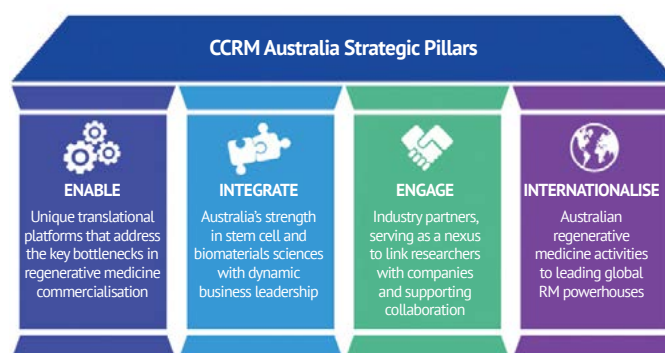 CCRM Australia Strategic Pillars
ENABLE
Unique translational
platforms that address
the key bottlenecks in
regenerative medicine
commercialisation
INTEGRATE
Australia's strength
in stem cell and
biomaterials sciences
with dynamic
business leadership
ENGAGE
Industry partners,
serving as a nexus
to link researchers
with companies
and supporting
collaboration
INTERNATIONALISE
Australian
regenerative
medicine activities
to leading global
RM powerhouses